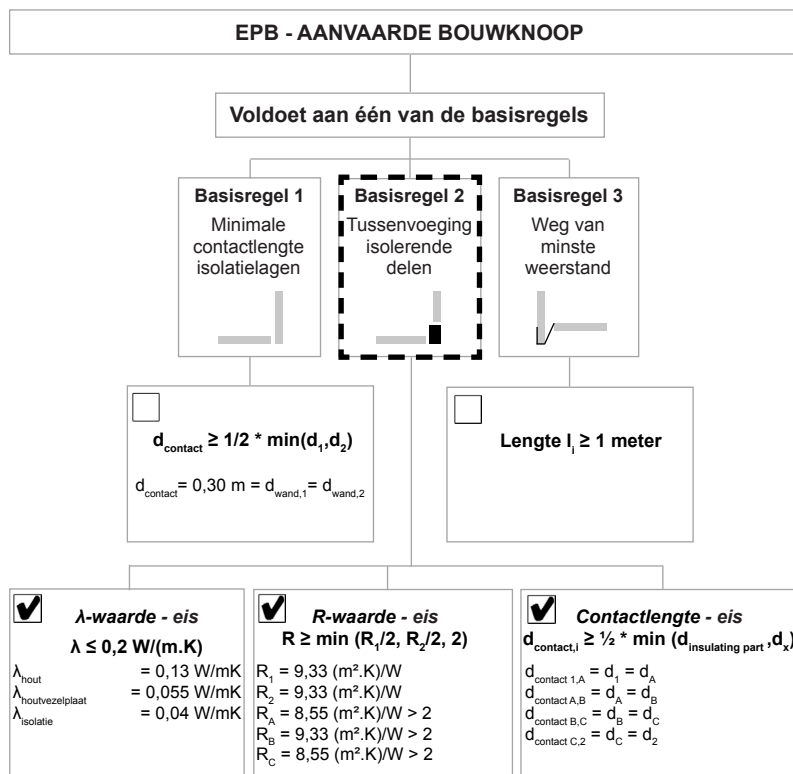 EPB - AANVAARDE BOUWKNOOP
Voldoet aan één van de basisregels
Basisregel 1
Minimale
contactlengte
isolatielagen
Basisregel 2
Tussenvoeging
isolerende
delen
Basisregel 3
Weg van
minste
weerstand
d_contact ≥ 1/2 * min(d_1,d_2)
d_contact= 0,30 m = d_wand,1= d_wand,2
Lengte l_i ≥ 1 meter
λ-waarde - eis
λ ≤ 0,2 W/(m.K)
λ_hout = 0,13 W/mK
λ_houtvezelplaat = 0,055 W/mK
λ_isolatie = 0,04 W/mK
R-waarde - eis
R ≥ min (R_1/2, R_2/2, 2)
R_1 = 9,33 (m².K)/W
R_2 = 9,33 (m².K)/W
R_A = 8,55 (m².K)/W > 2
R_B = 9,33 (m².K)/W > 2
R_C = 8,55 (m².K)/W > 2
Contactlengte - eis
d_contact,i ≥ ½ * min (d_insulating part ,d_x)
d_contact 1,A = d_1 = d_A
d_contact A,B = d_A = d_B
d_contact B,C = d_B = d_C
d_contact C,2 = d_C = d_2